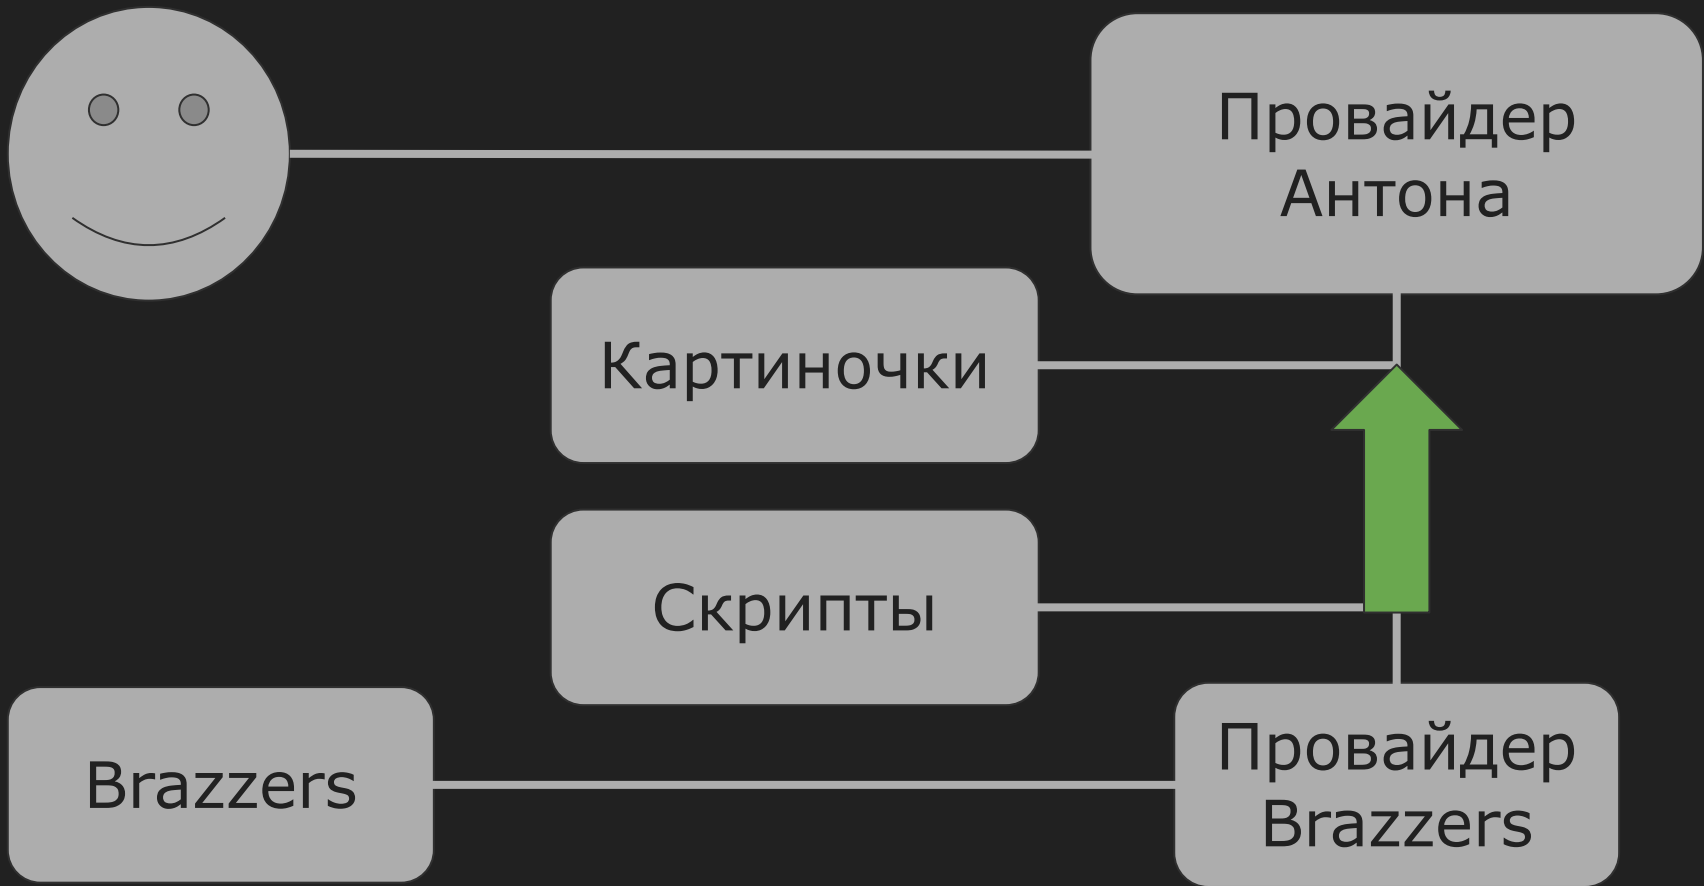 Провайдер
Антона
Картиночки
Скрипты
Brazzers
Провайдер
Brazzers